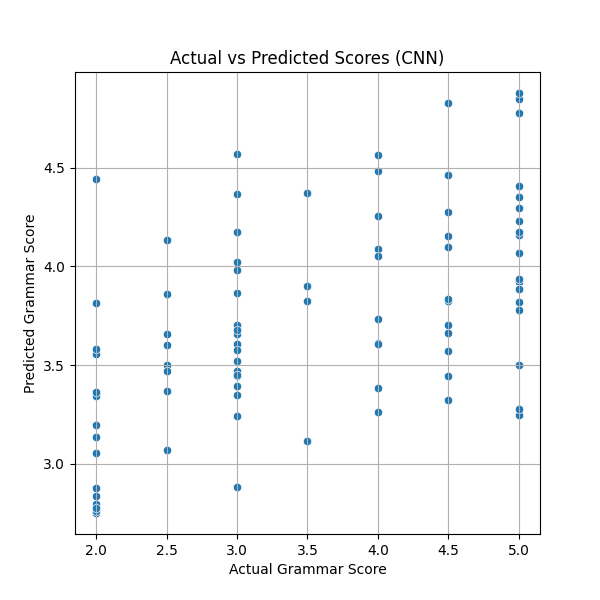 Actual vs Predicted Scores (CNN)
Predicted Grammar Score
4.5
4.0
3.5
3.0
2.0 2.5 3.0 3.5 4.0 4.5 5.0
Actual Grammar Score